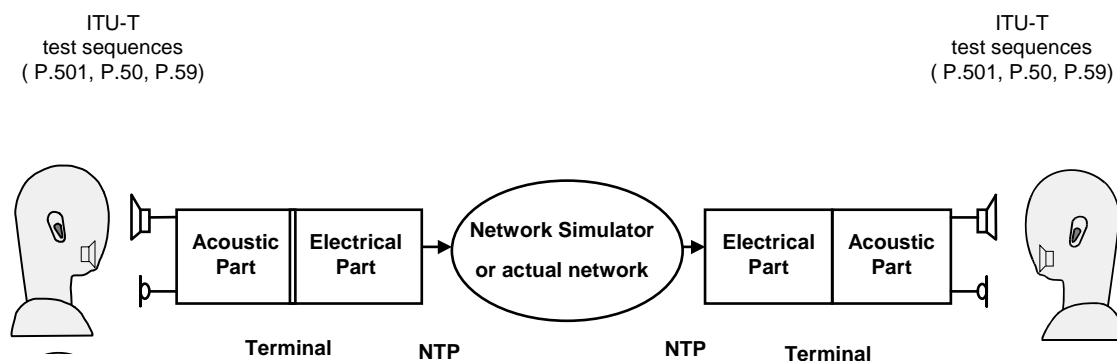 ITU-T
test sequences
( P.501, P.50, P.59)
ITU-T
test sequences
( P.501, P.50, P.59)
Acoustic
Part
Electrical
Part
Network Simulator
or actual network
Electrical
Part
Acoustic
Part
Terminal
NTP
NTP
Terminal